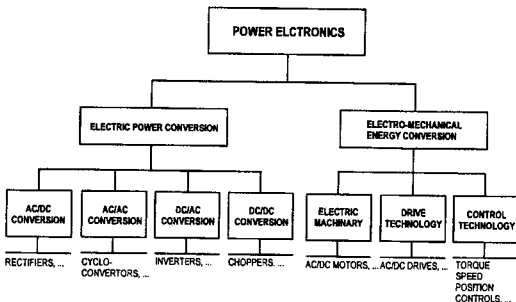 POWER ELCTRONICS
ELECTRIC POWER CONVERSION
ELECTRO-MECHANICAL
ENERGY CONVERSION
AC/DC
CONVERSION
AC/AC
CONVERSION
DC/AC
CONVERSION
DC/DC
CONVERSION
ELECTRIC
MACHINARY
DRIVE
TECHNOLOGY
CONTROL
TECHNOLOGY
RECTIFIERS, ...
CYCLO-
CONVERTORS, ...
INVERTERS, ...
CHOPPERS. ...
AC/DC MOTORS, ...
AC/DC DRIVES, ...
TORQUE
SPEED
POSITION
CONTROLS, ...